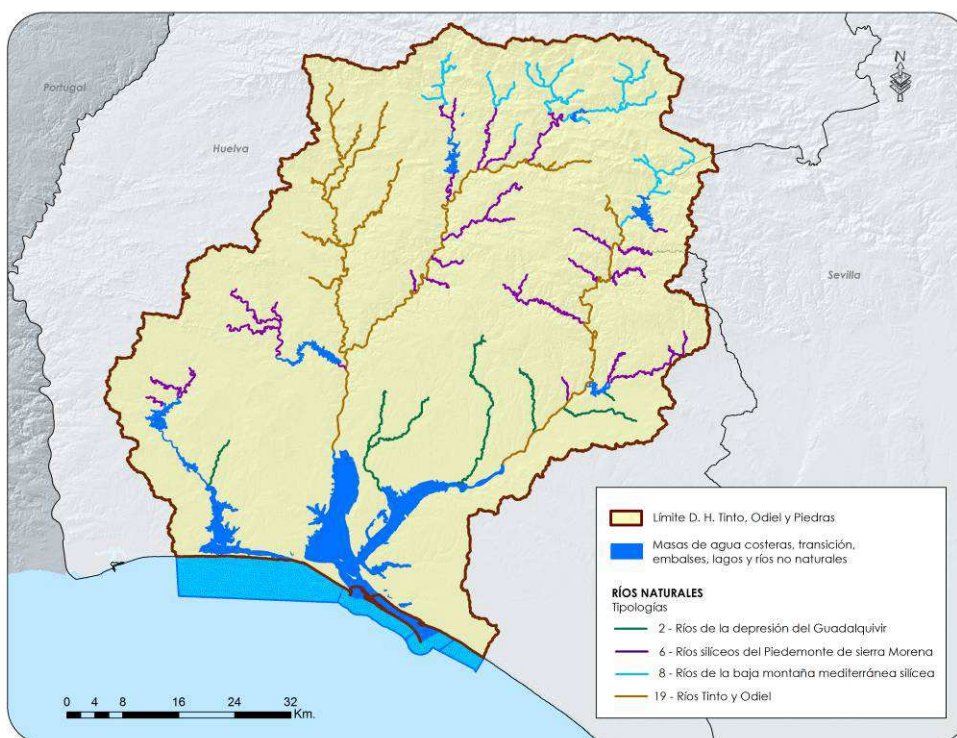 Portugal
Huelva
N
Sevilla
Límite D. H. Tinto, Odiel y Piedras
Masas de agua costeras, transición,
embalses, lagos y ríos no naturales
RÍOS NATURALES
Tipologías
2 - Ríos de la depresión del Guadalquivir
6 - Ríos silíceos del Piedemonte de sierra Morena
8 - Ríos de la baja montaña mediterránea silícea
19 - Ríos Tinto y Odiel
0 2 4 8 16 24 32
Km.